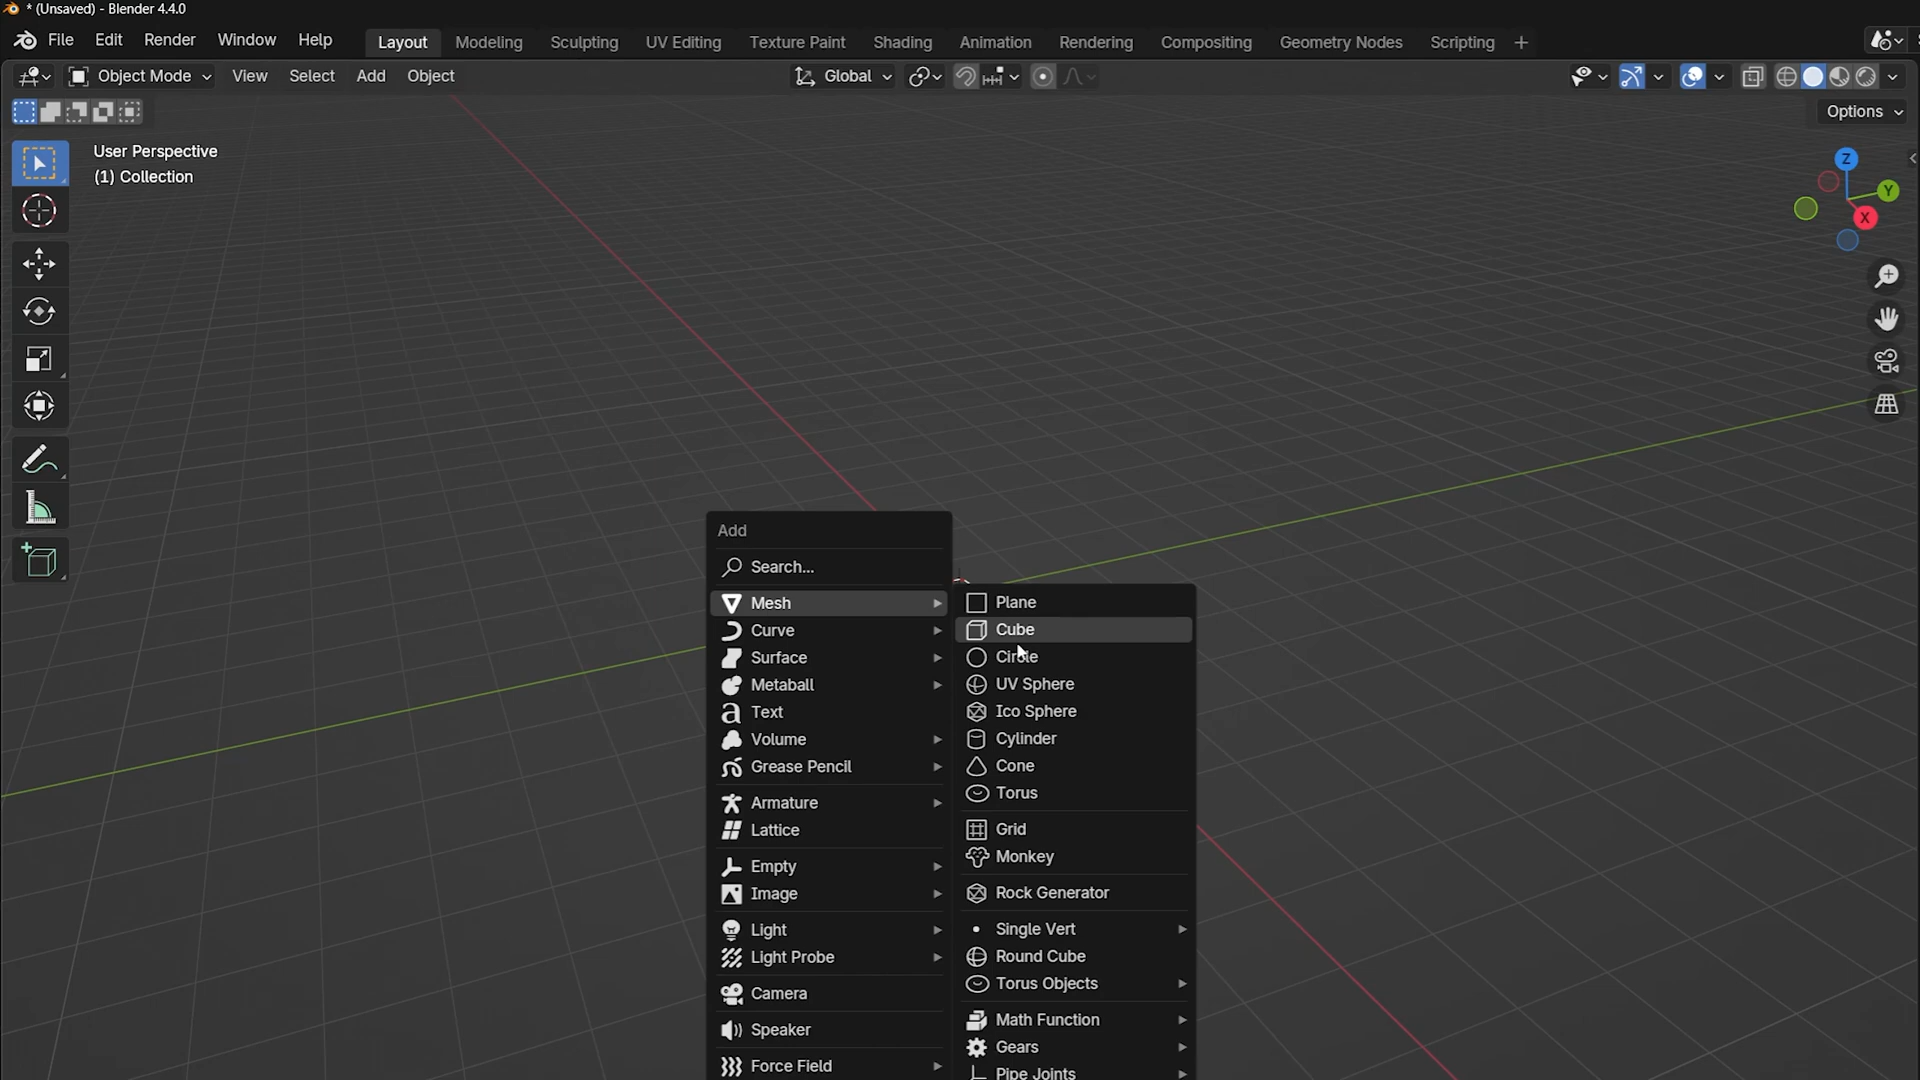 * (Unsaved) - Blender 4.4.0
File Edit Render Window Help Layout Modeling Sculpting UV Editing Texture Paint Shading Animation Rendering Compositing Geometry Nodes Scripting +
Object Mode View Select Add Object Global
Options
User Perspective
(1) Collection
Z
Y
X
Add
Search...
Mesh
Curve
Surface
Metaball
Text
Volume
Grease Pencil
Armature
Lattice
Empty
Image
Light
Light Probe
Camera
Speaker
Force Field
Plane
Cube
Circle
UV Sphere
Ico Sphere
Cylinder
Cone
Torus
Grid
Monkey
Rock Generator
Single Vert
Round Cube
Torus Objects
Math Function
Gears
Pipe Joints